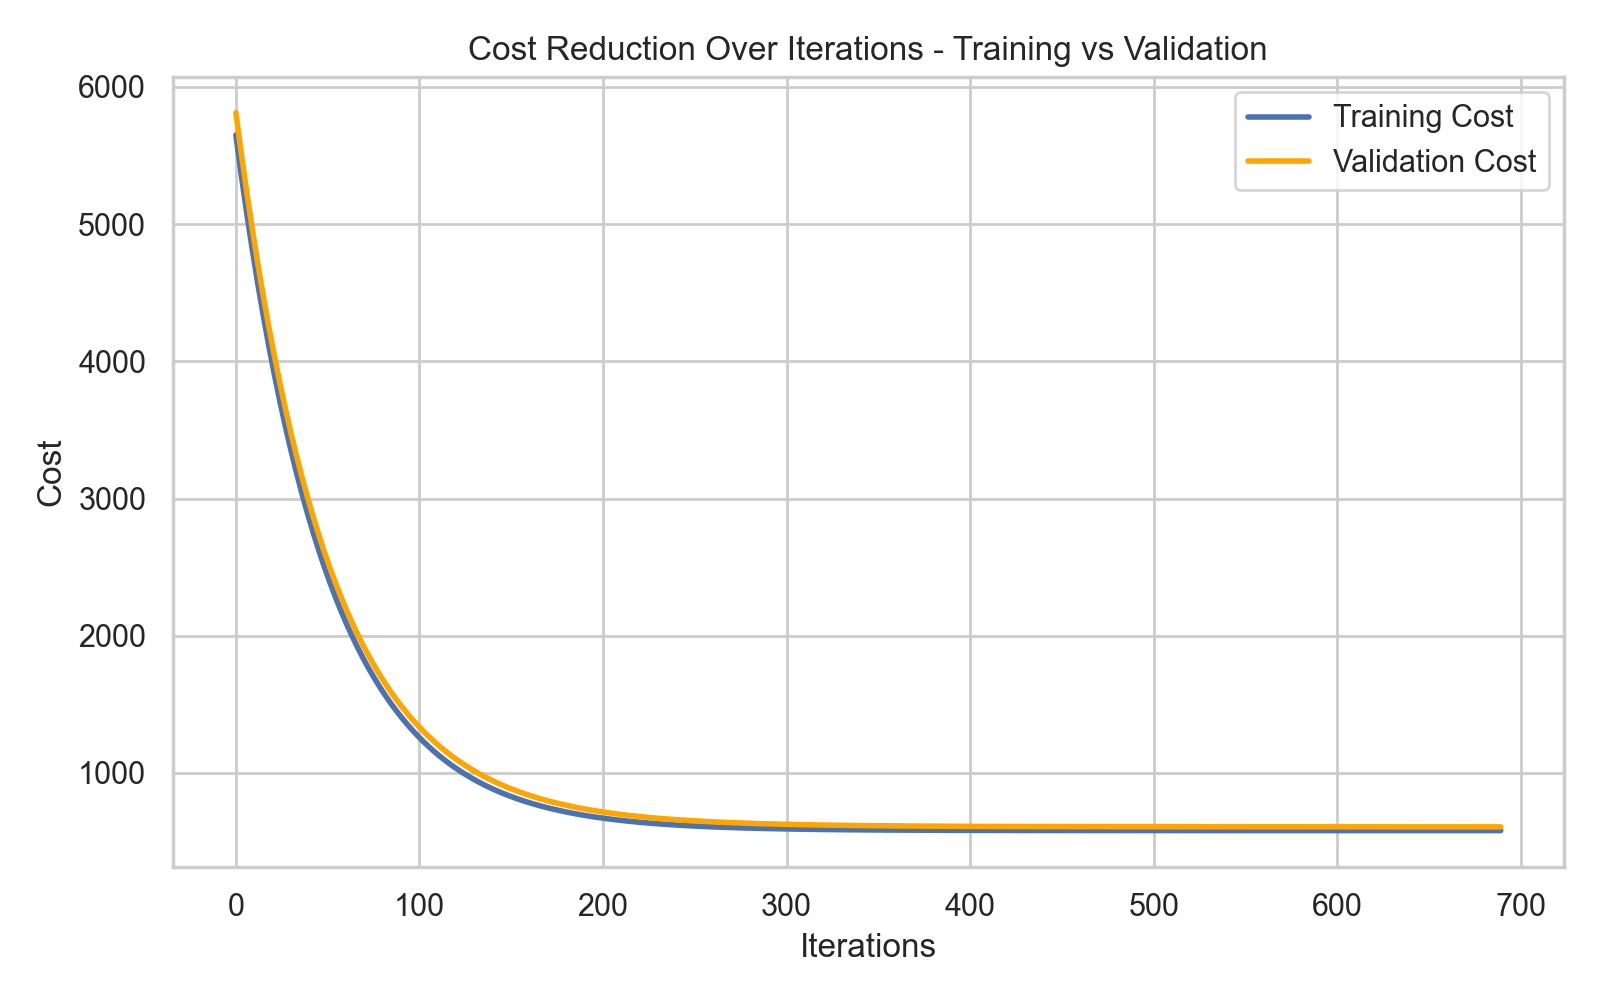 Cost Reduction Over Iterations - Training vs Validation
Training Cost
Validation Cost
6000
5000
4000
3000
2000
1000
Cost
0 100 200 300 400 500 600 700
Iterations